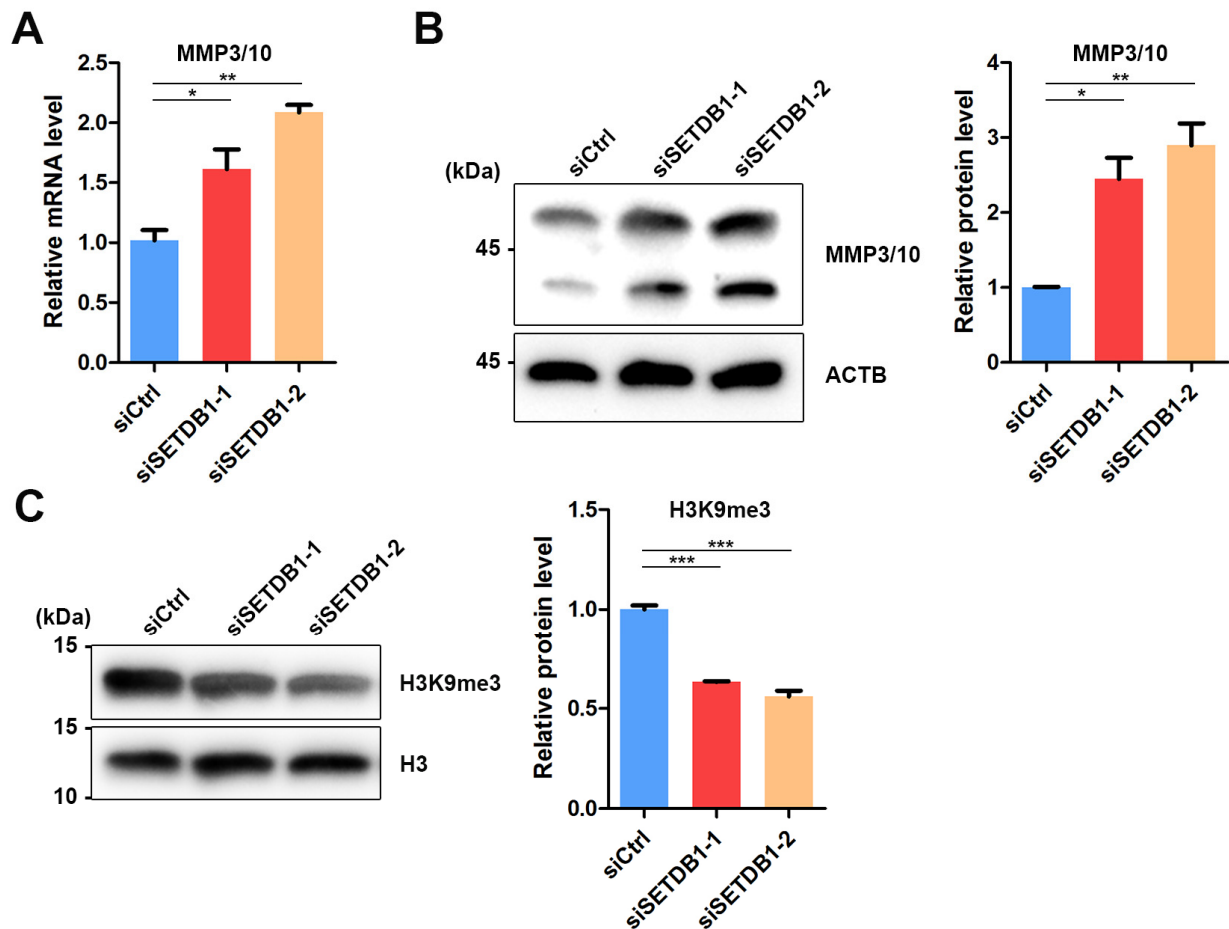 A
MMP3/10
Relative mRNA level
2.5
2.0
1.5
1.0
0.5
0.0
**
*
siCtrl
siSETDB1-1
siSETDB1-2
B
siCtrl
siSETDB1-1
siSETDB1-2
(kDa)
45
MMP3/10
45
ACTB
MMP3/10
Relative protein level
4
3
2
1
0
**
*
siCtrl
siSETDB1-1
siSETDB1-2
C
siCtrl
siSETDB1-1
siSETDB1-2
(kDa)
15
H3K9me3
15
H3
10
H3K9me3
Relative protein level
1.5
1.0
0.5
0.0
***
***
siCtrl
siSETDB1-1
siSETDB1-2